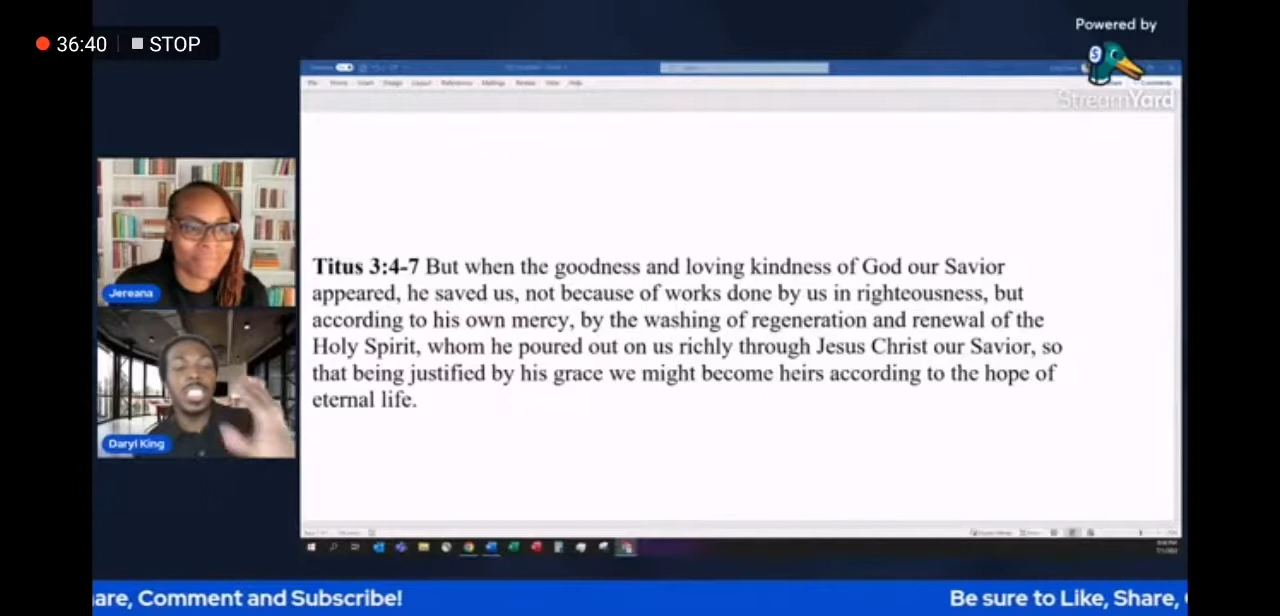 36:40
STOP
Powered by
StreamYard
Jereana
Daryl King
Titus 3:4-7 But when the goodness and loving kindness of God our Savior
appeared, he saved us, not because of works done by us in righteousness, but
according to his own mercy, by the washing of regeneration and renewal of the
Holy Spirit, whom he poured out on us richly through Jesus Christ our Savior, so
that being justified by his grace we might become heirs according to the hope of
eternal life.
are, Comment and Subscribe!
Be sure to Like, Share,